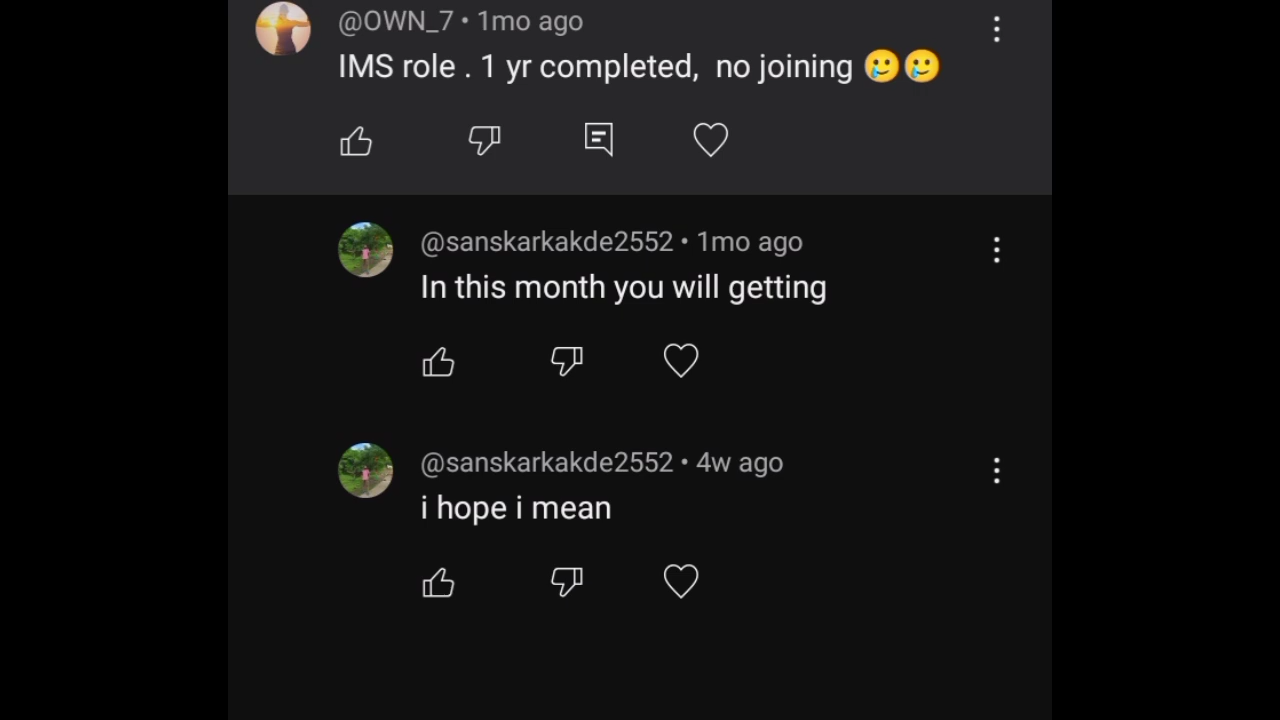 @OWN_7 • 1mo ago
IMS role . 1 yr completed,  no joining 🥲🥲
@sanskarkakde2552 • 1mo ago
In this month you will getting
@sanskarkakde2552 • 4w ago
i hope i mean